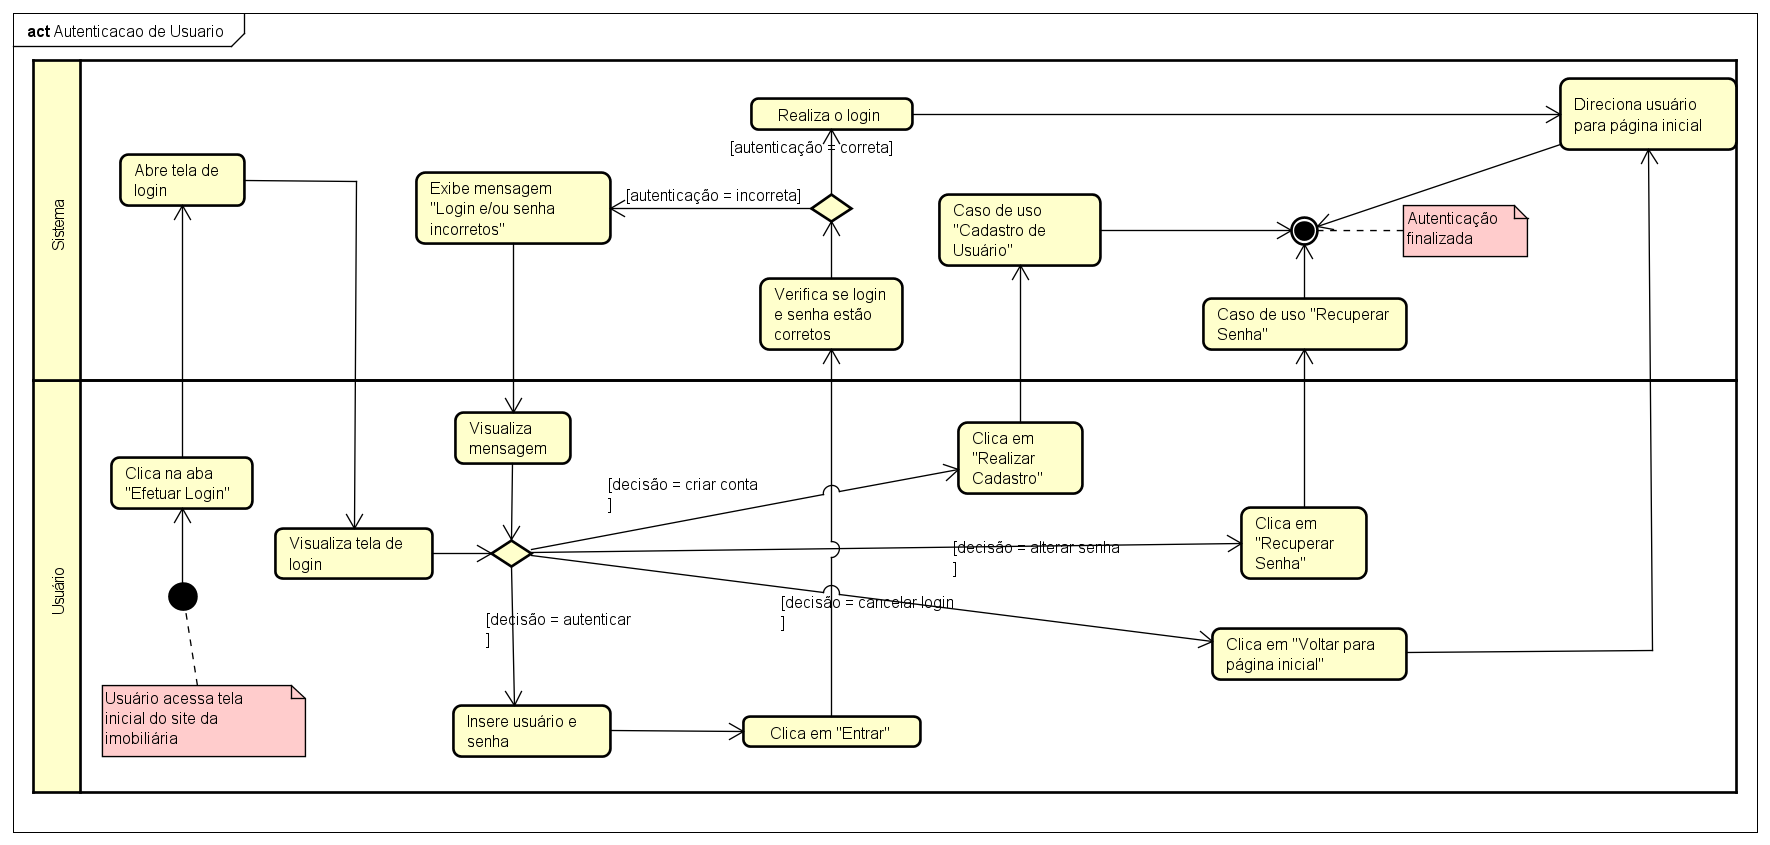 act Autenticacao de Usuario
Sistema
Realiza o login
Direciona usuário
para página inicial
[autenticação = correta]
Abre tela de
login
Exibe mensagem
"Login e/ou senha
incorretos"
[autenticação = incorreta]
Caso de uso
"Cadastro de
Usuário"
Autenticação
finalizada
Verifica se login
e senha estão
corretos
Caso de uso "Recuperar
Senha"
Usuário
Visualiza
mensagem
Clica em
"Realizar
Cadastro"
Clica na aba
"Efetuar Login"
[decisão = criar conta
]
Visualiza tela de
login
Clica em
"Recuperar
Senha"
[decisão = alterar senha
]
[decisão = cancelar login
]
[decisão = autenticar
]
Clica em "Voltar para
página inicial"
Usuário acessa tela
inicial do site da
imobiliária
Insere usuário e
senha
Clica em "Entrar"